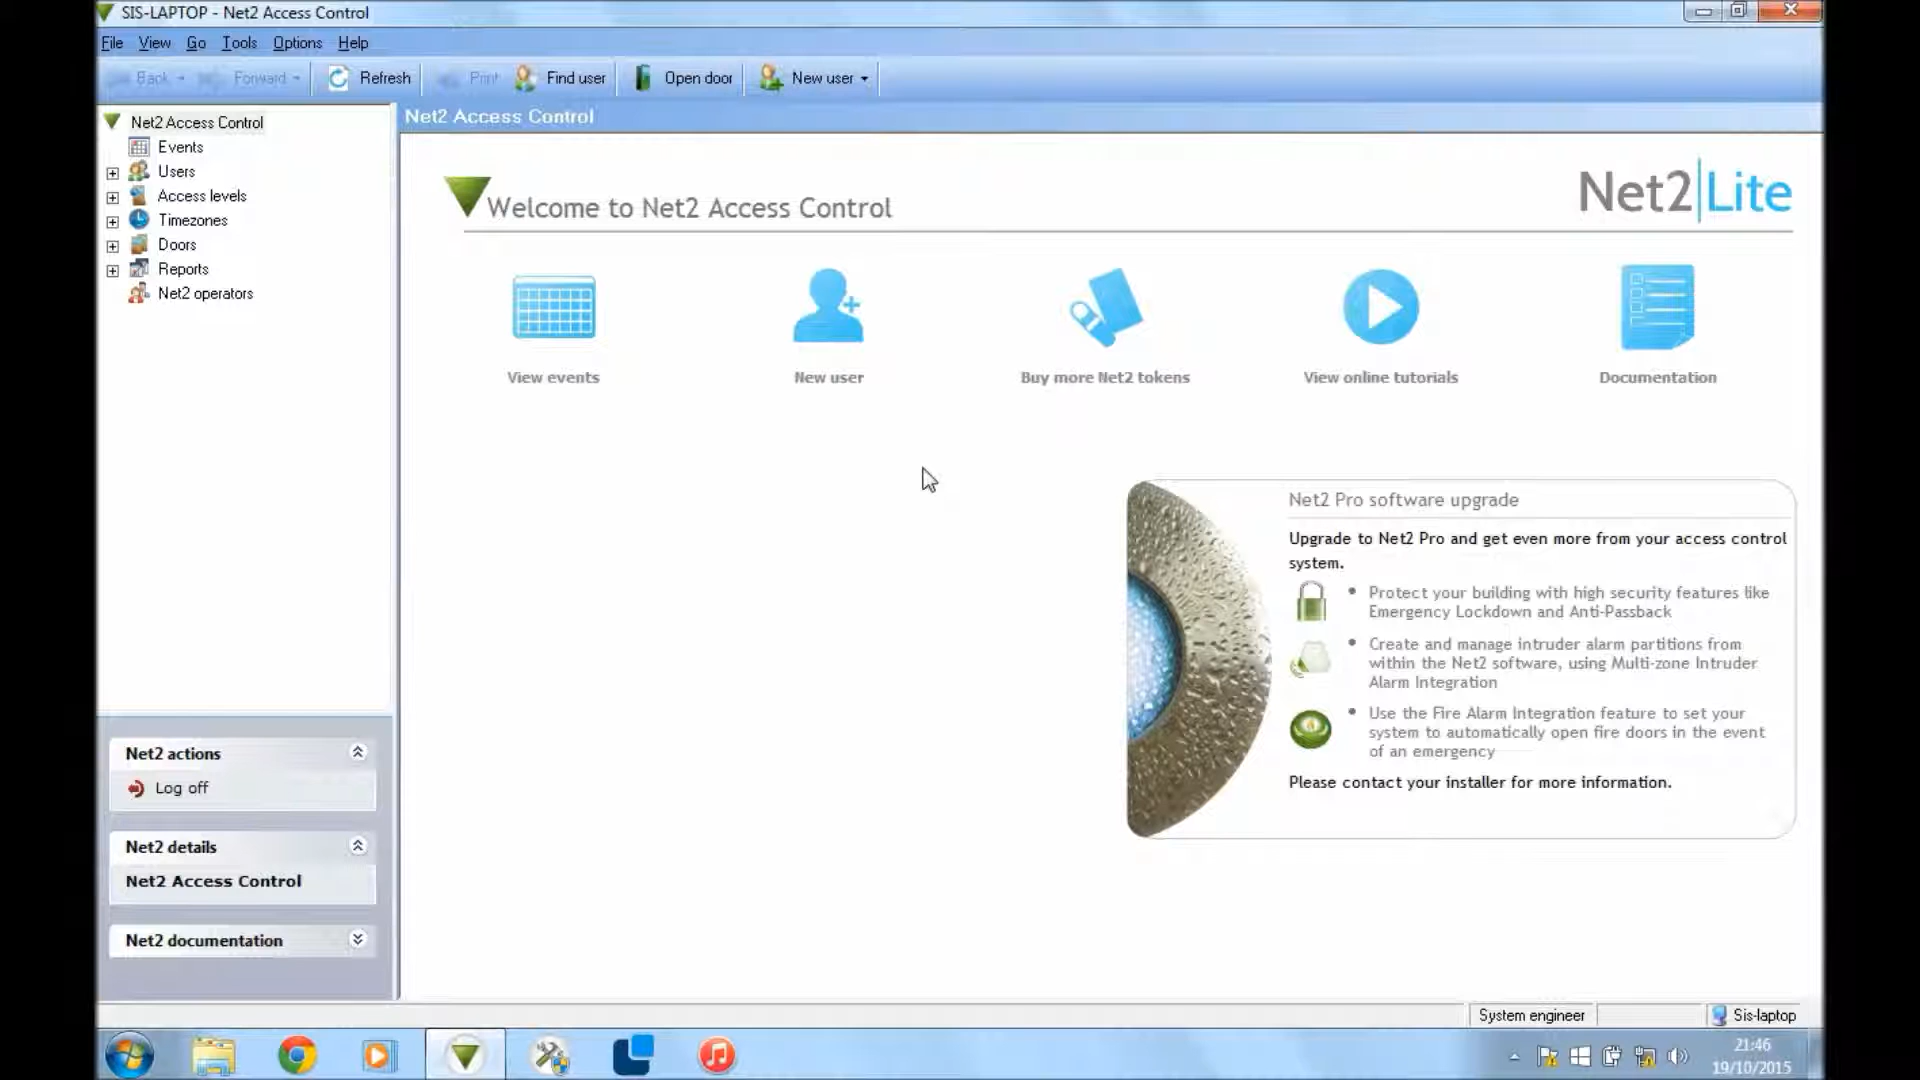 SIS-LAPTOP - Net2 Access Control
File View Go Tools Options Help
Back Forward Refresh Print Find user Open door New user
Net2 Access Control
Events
Users
Access levels
Timezones
Doors
Reports
Net2 operators
Net2 Access Control
Welcome to Net2 Access Control
Net2|Lite
View events
New user
Buy more Net2 tokens
View online tutorials
Documentation
Net2 Pro software upgrade
Upgrade to Net2 Pro and get even more from your access control
system.
• Protect your building with high security features like
Emergency Lockdown and Anti-Passback
• Create and manage intruder alarm partitions from
within the Net2 software, using Multi-zone Intruder
Alarm Integration
• Use the Fire Alarm Integration feature to set your
system to automatically open fire doors in the event
of an emergency
Please contact your installer for more information.
Net2 actions
Log off
Net2 details
Net2 Access Control
Net2 documentation
System engineer
Sis-laptop
21:46
19/10/2015